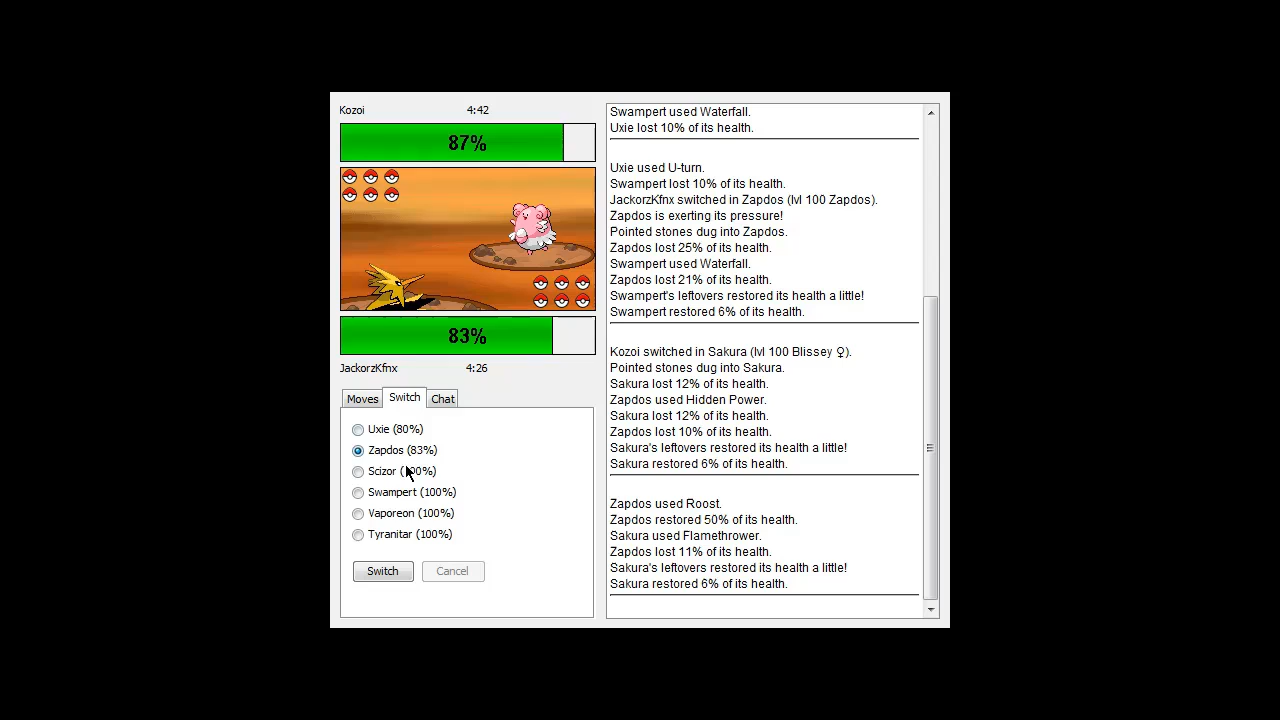 Kozoi 4:42
87%
83%
JackorzKfnx 4:26
Moves Switch Chat
Uxie (80%)
Zapdos (83%)
Scizor (100%)
Swampert (100%)
Vaporeon (100%)
Tyranitar (100%)
Switch Cancel
Swampert used Waterfall.
Uxie lost 10% of its health.
Uxie used U-turn.
Swampert lost 10% of its health.
JackorzKfnx switched in Zapdos (lvl 100 Zapdos).
Zapdos is exerting its pressure!
Pointed stones dug into Zapdos.
Zapdos lost 25% of its health.
Swampert used Waterfall.
Zapdos lost 21% of its health.
Swampert's leftovers restored its health a little!
Swampert restored 6% of its health.
Kozoi switched in Sakura (lvl 100 Blissey ♀).
Pointed stones dug into Sakura.
Sakura lost 12% of its health.
Zapdos used Hidden Power.
Sakura lost 12% of its health.
Zapdos lost 10% of its health.
Sakura's leftovers restored its health a little!
Sakura restored 6% of its health.
Zapdos used Roost.
Zapdos restored 50% of its health.
Sakura used Flamethrower.
Zapdos lost 11% of its health.
Sakura's leftovers restored its health a little!
Sakura restored 6% of its health.